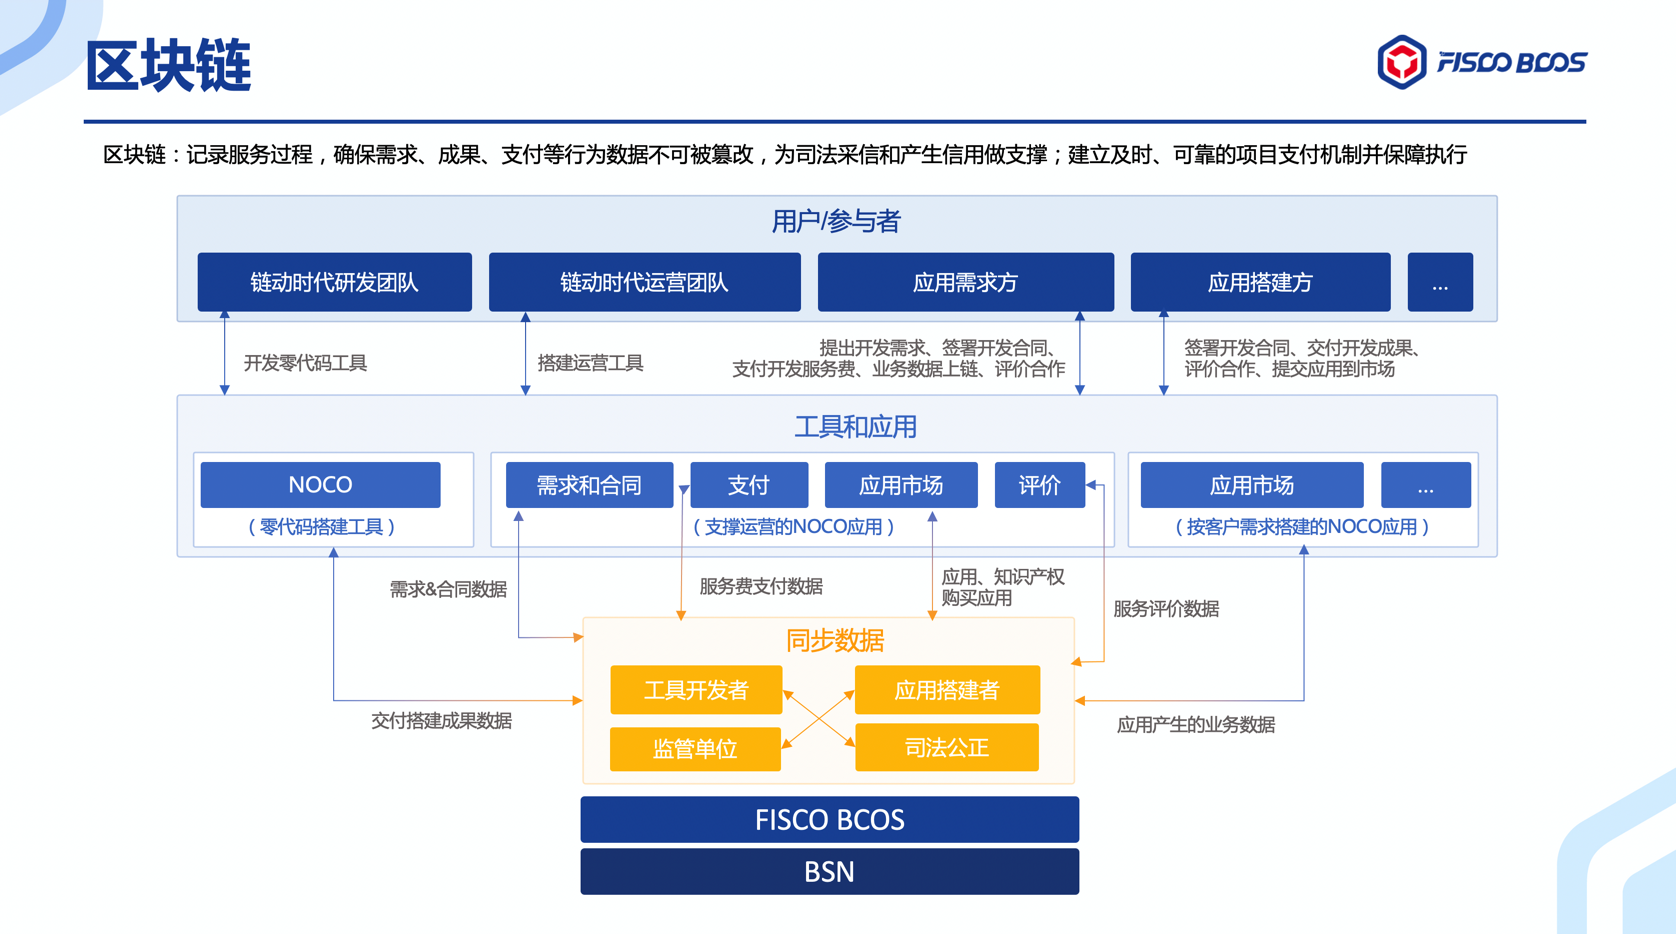 区块链
FISCO BCOS
区块链：记录服务过程，确保需求、成果、支付等行为数据不可被篡改，为司法采信和产生信用做支撑；建立及时、可靠的项目支付机制并保障执行
用户/参与者
链动时代研发团队
链动时代运营团队
应用需求方
应用搭建方
...
开发零代码工具
搭建运营工具
提出开发需求、签署开发合同、
支付开发服务费、业务数据上链、评价合作
签署开发合同、交付开发成果、
评价合作、提交应用到市场
工具和应用
NOCO
（零代码搭建工具）
需求和合同
支付
应用市场
评价
（支撑运营的NOCO应用）
应用市场
...
（按客户需求搭建的NOCO应用）
需求&合同数据
服务费支付数据
应用、知识产权
购买应用
服务评价数据
同步数据
工具开发者
应用搭建者
监管单位
司法公正
交付搭建成果数据
应用产生的业务数据
FISCO BCOS
BSN